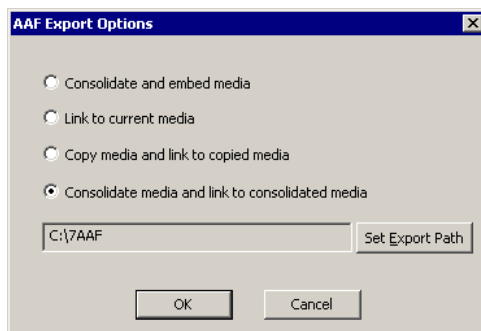 AAF Export Options
Consolidate and embed media
Link to current media
Copy media and link to copied media
Consolidate media and link to consolidated media
C:\7AAF Set Export Path
OK Cancel